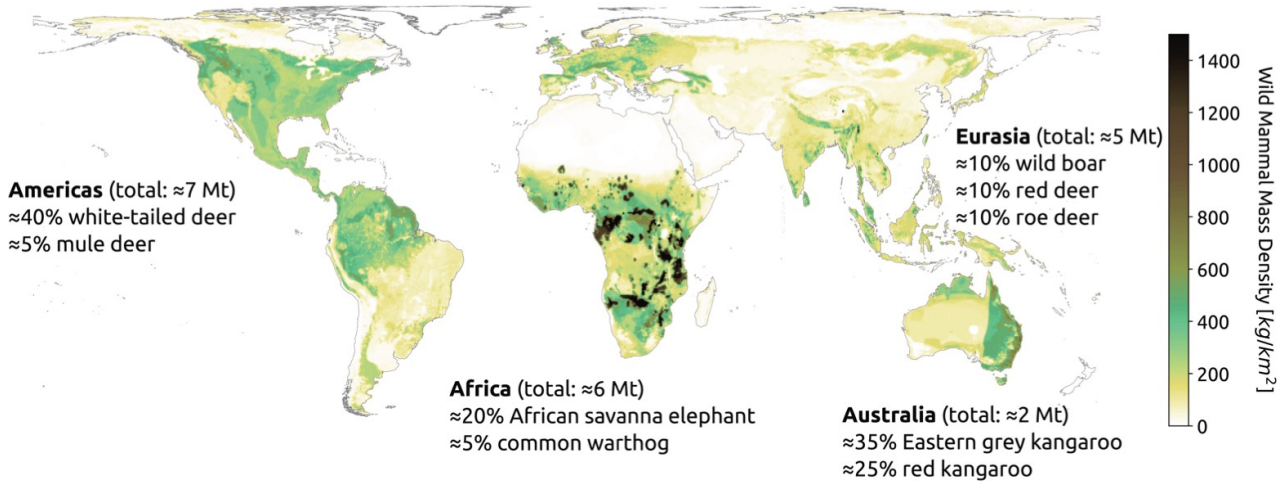 Americas (total: ≈7 Mt)
≈40% white-tailed deer
≈5% mule deer
Africa (total: ≈6 Mt)
≈20% African savanna elephant
≈5% common warthog
Eurasia (total: ≈5 Mt)
≈10% wild boar
≈10% red deer
≈10% roe deer
Australia (total: ≈2 Mt)
≈35% Eastern grey kangaroo
≈25% red kangaroo
1400
1200
1000
800
600
400
200
0
Wild Mammal Mass Density [kg/km²]